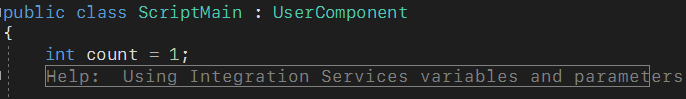 public class ScriptMain : UserComponent
{
int count = 1;
Help:  Using Integration Services variables and parameters